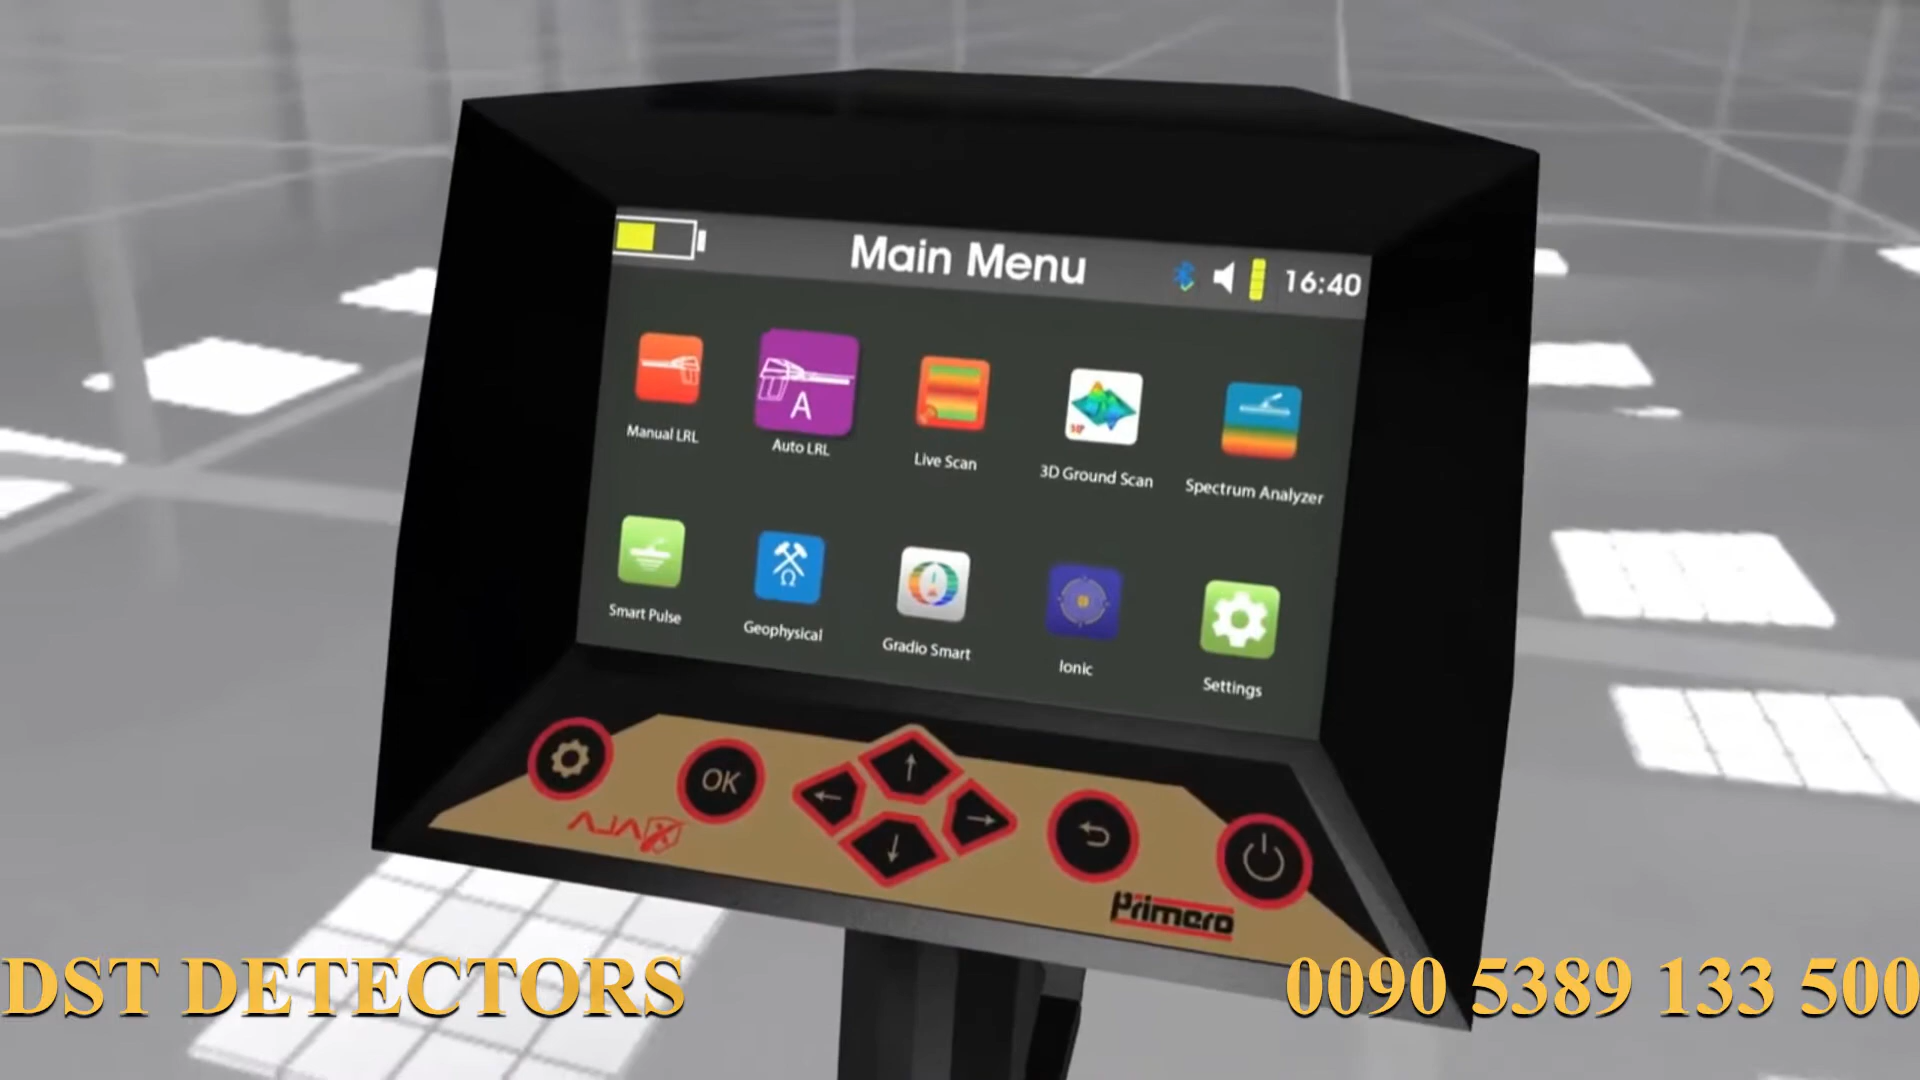 Main Menu
16:40
Manual LRL
A
Auto LRL
Live Scan
3D Ground Scan
Spectrum Analyzer
Smart Pulse
Ω
Geophysical
Gradio Smart
Ionic
Settings
OK
AJAX
Primero
DST DETECTORS
0090 5389 133 500